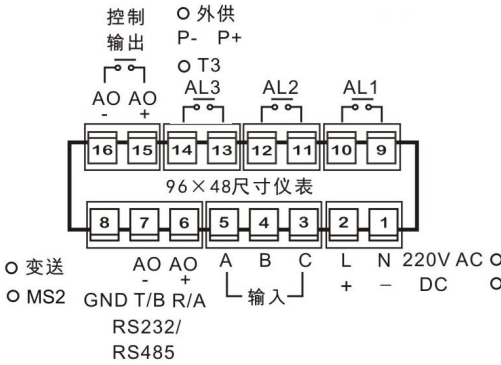 控制 ○ 外供
输出 P- P+
○ T3
AO AO AL3 AL2 AL1
- +
16 15 14 13 12 11 10 9
96×48尺寸仪表
8 7 6 5 4 3 2 1
○ 变送 AO AO A B C L N 220V AC ○
- + 输入 + - DC ○
○ MS2 GND T/B R/A
RS232/
RS485